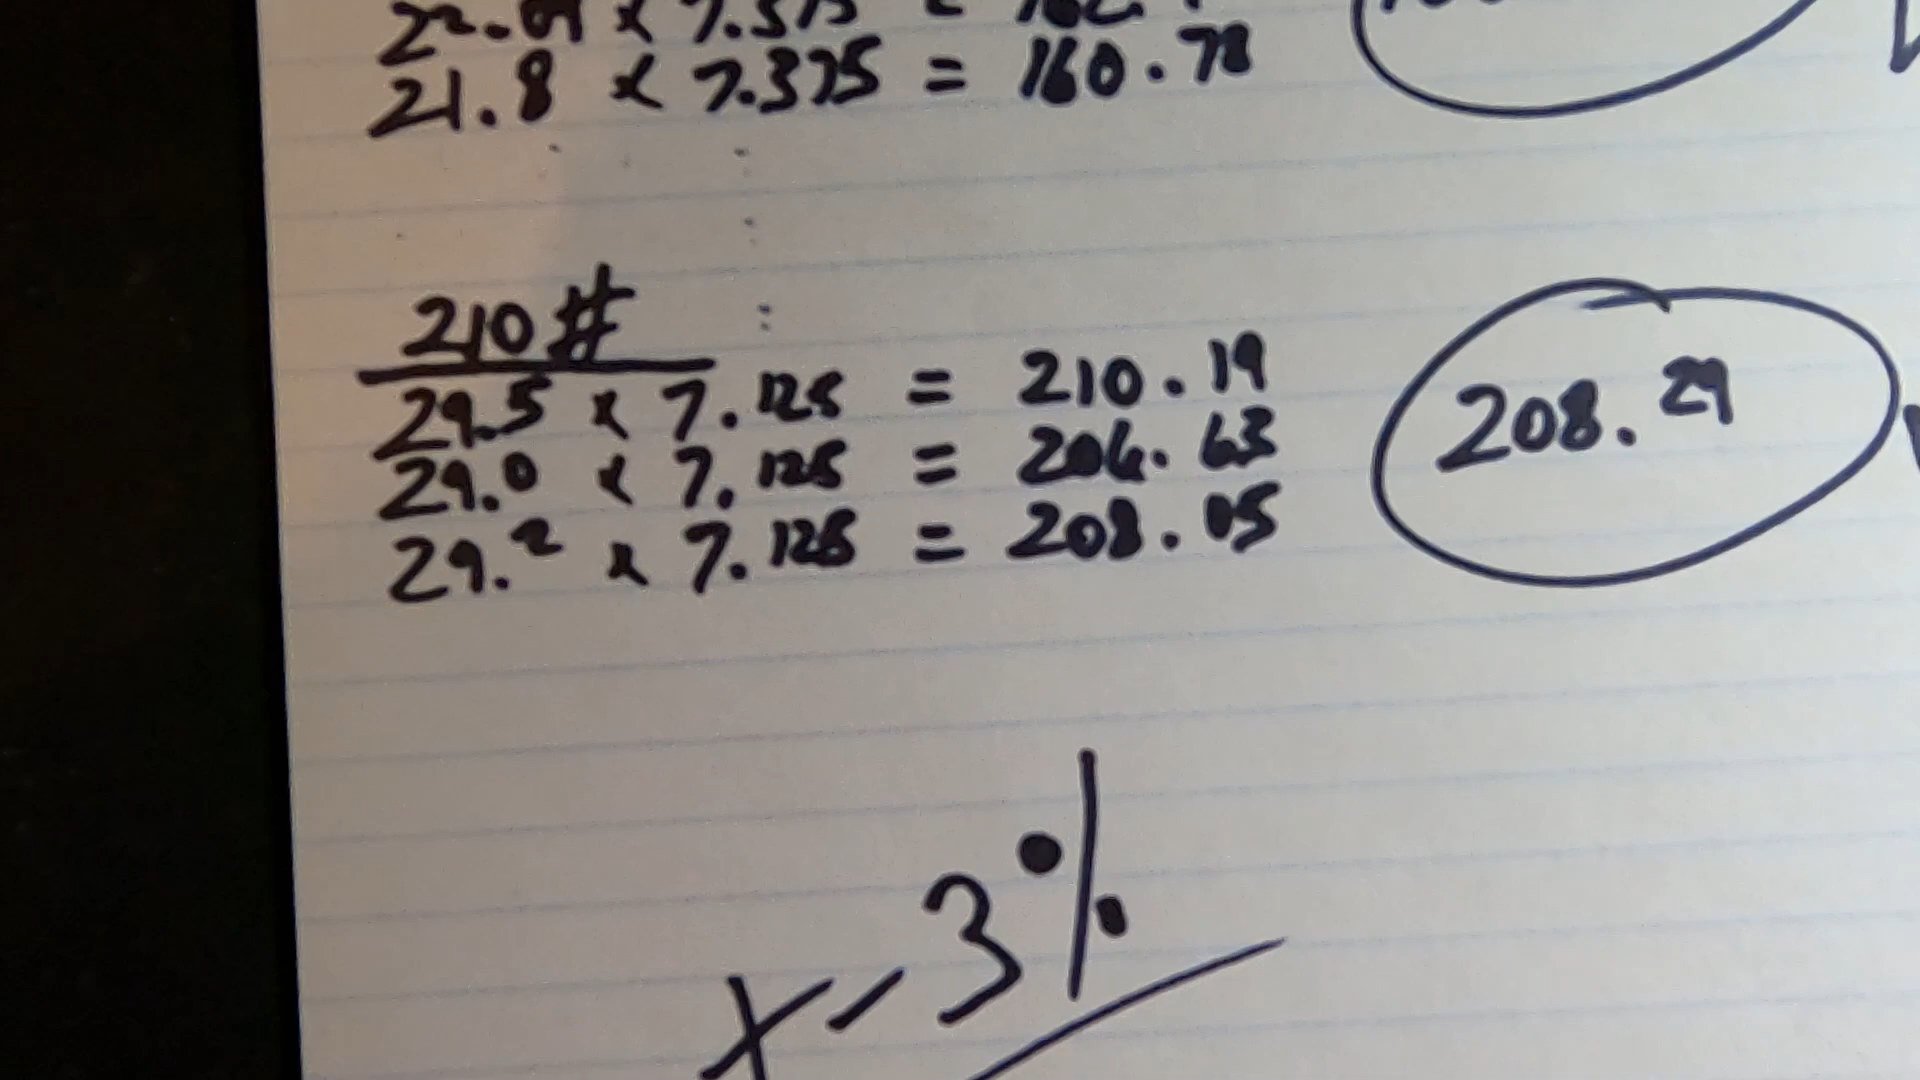 21.8 x 7.375 = 160.78
210#
29.5 x 7.125 = 210.19
29.0 x 7.125 = 206.63
29.2 x 7.125 = 208.05
208.29
x - 3%